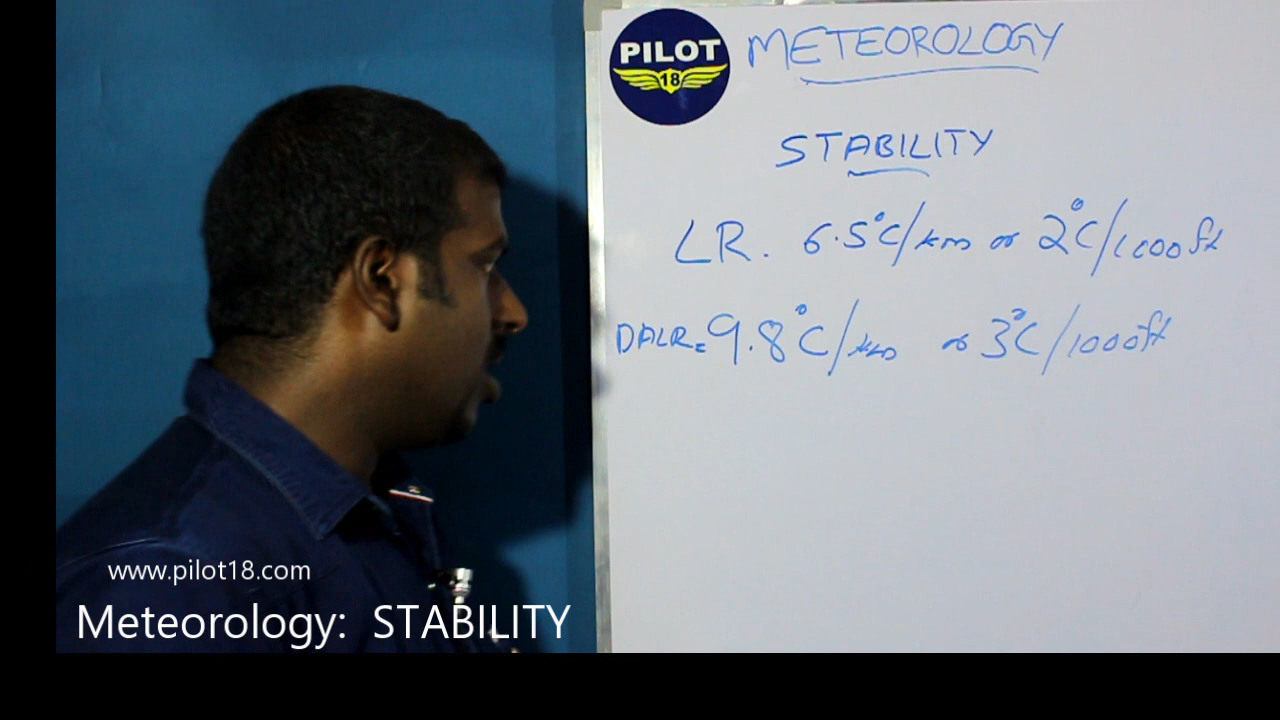 PILOT
18
METEOROLOGY
STABILITY
LR. 6.5°C/km or 2°C/1000ft
DALR = 9.8°C/km or 3°C/1000ft
www.pilot18.com
Meteorology: STABILITY